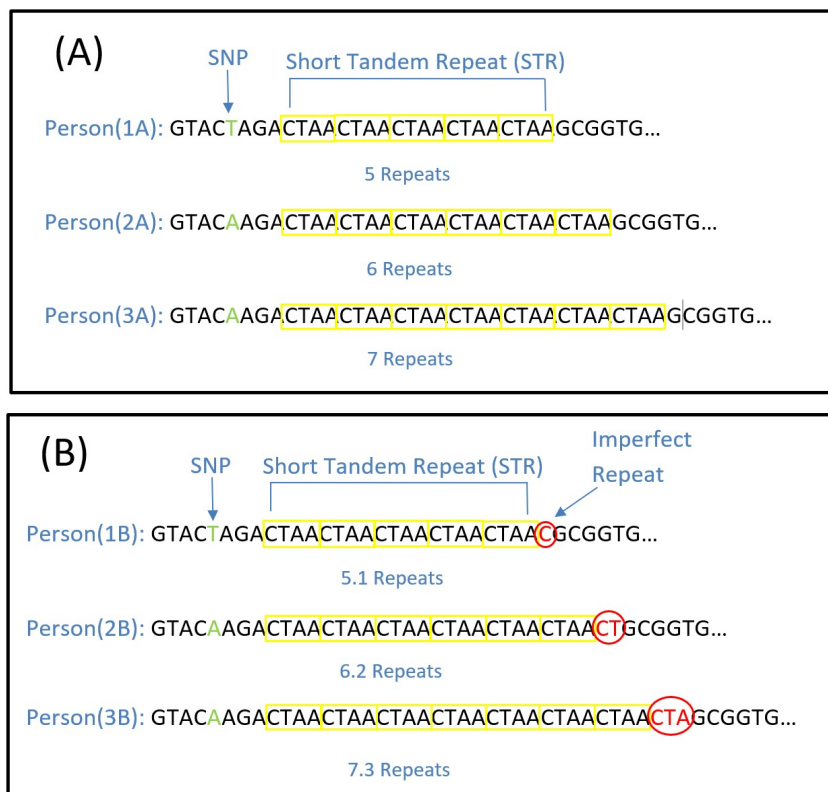 (A)
SNP
Short Tandem Repeat (STR)
Person(1A): GTACTAGACTAACTAACTAACTAACTAAGCGGTG...
5 Repeats
Person(2A): GTACAAGACTAACTAACTAACTAACTAACTAAGCGGTG...
6 Repeats
Person(3A): GTACAAGACTAACTAACTAACTAACTAACTAACTAAGCGGTG...
7 Repeats
(B)
Imperfect
Repeat
SNP
Short Tandem Repeat (STR)
Person(1B): GTACTAGACTAACTAACTAACTAACTAACGCGGTG...
5.1 Repeats
Person(2B): GTACAAGACTAACTAACTAACTAACTAACTAACTGCGGTG...
6.2 Repeats
Person(3B): GTACAAGACTAACTAACTAACTAACTAACTAACTAACTAGCGGTG...
7.3 Repeats